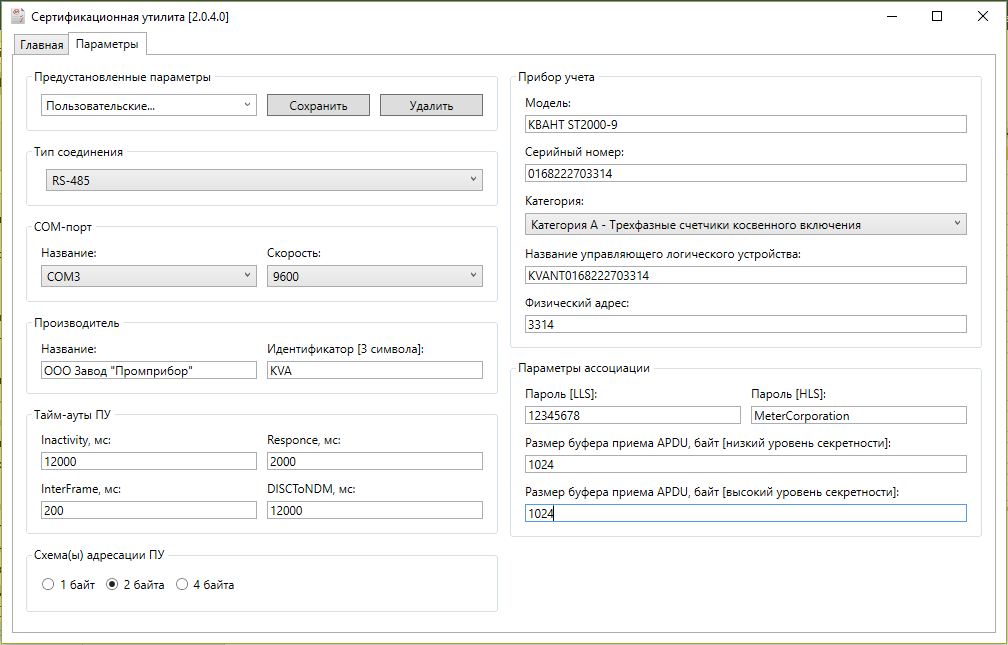 Сертификационная утилита [2.0.4.0]
Главная
Параметры
Предустановленные параметры
Пользовательские...
Сохранить
Удалить
Тип соединения
RS-485
COM-порт
Название:
Скорость:
COM3
9600
Производитель
Название:
Идентификатор [3 символа]:
ООО Завод "Промприбор"
KVA
Тайм-ауты ПУ
Inactivity, мс:
Responce, мс:
12000
2000
InterFrame, мс:
DISCToNDM, мс:
200
12000
Схема(ы) адресации ПУ
1 байт
2 байта
4 байта
Прибор учета
Модель:
КВАНТ ST2000-9
Серийный номер:
0168222703314
Категория:
Категория A - Трехфазные счетчики косвенного включения
Название управляющего логического устройства:
KVANT0168222703314
Физический адрес:
3314
Параметры ассоциации
Пароль [LLS]:
Пароль [HLS]:
12345678
MeterCorporation
Размер буфера приема APDU, байт [низкий уровень секретности]:
1024
Размер буфера приема APDU, байт [высокий уровень секретности]:
1024